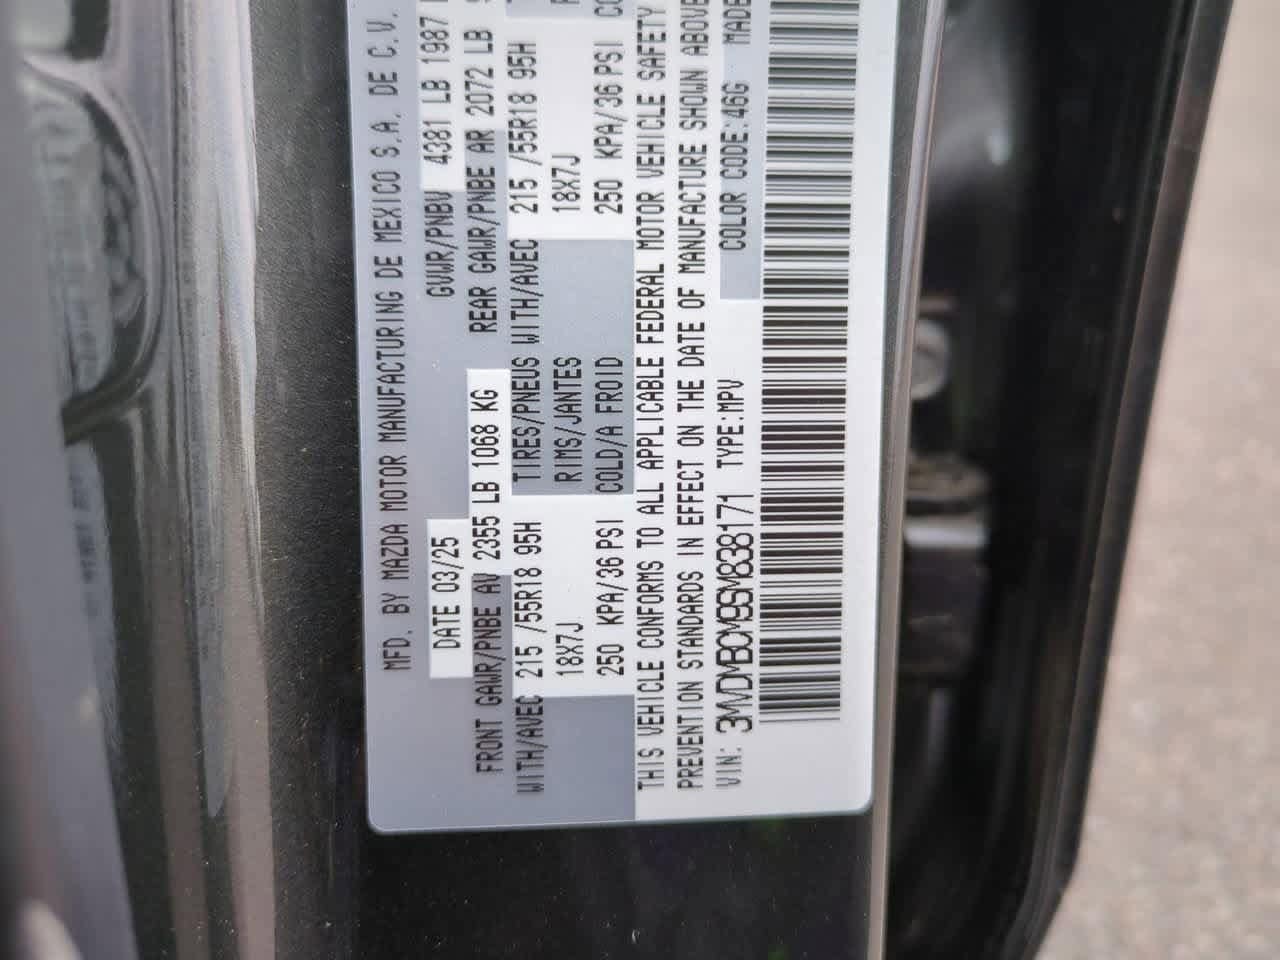 MFD. BY MAZDA MOTOR MANUFACTURING DE MEXICO S.A. DE C.V.
DATE 03/25 GVWR/PNBV 4381 LB 1987
FRONT GAWR/PNBE AV 2355 LB 1068 KG REAR GAWR/PNBE AR 2072 LB
WITH/AVEC 215 /55R18 95H TIRES/PNEUS WITH/AVEC 215 /55R18 95H
18X7J RIMS/JANTES 18X7J
250 KPA/36 PSI COLD/A FROID 250 KPA/36 PSI
THIS VEHICLE CONFORMS TO ALL APPLICABLE FEDERAL MOTOR VEHICLE SAFETY
PREVENTION STANDARDS IN EFFECT ON THE DATE OF MANUFACTURE SHOWN ABOVE
VIN: 3MVDMBCM9SM838171 TYPE:MPV COLOR CODE:46G MADE